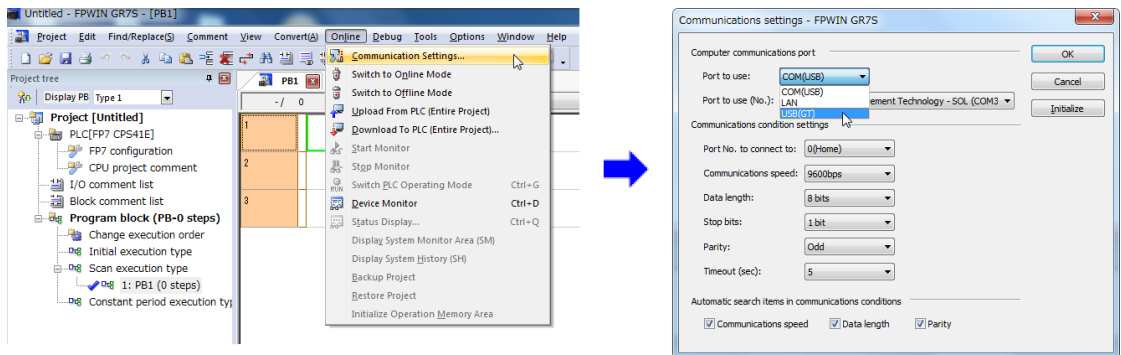 Untitled - FPWIN GR7S - [PB1]
Project Edit Find/Replace(S) Comment View Convert(A) Online Debug Tools Options Window Help
Project tree
Display PB Type 1
Project [Untitled]
PLC[FP7 CPS41E]
FP7 configuration
CPU project comment
I/O comment list
Block comment list
Program block (PB-0 steps)
Change execution order
Initial execution type
Scan execution type
1: PB1 (0 steps)
Constant period execution typ
PB1
-/ 0
1
2
3
Communication Settings...
Switch to Online Mode
Switch to Offline Mode
Upload From PLC (Entire Project)
Download To PLC (Entire Project)...
Start Monitor
Stop Monitor
RUN Switch PLC Operating Mode Ctrl+G
Device Monitor Ctrl+D
Status Display... Ctrl+Q
Display System Monitor Area (SM)
Display System History (SH)
Backup Project
Restore Project
Initialize Operation Memory Area
Communications settings - FPWIN GR7S
Computer communications port
Port to use: COM(USB)
COM(USB)
LAN
USB(GT)
Port to use (No.): ement Technology - SOL (COM3
Communications condition settings
Port No. to connect to: 0(Home)
Communications speed: 9600bps
Data length: 8 bits
Stop bits: 1 bit
Parity: Odd
Timeout (sec): 5
Automatic search items in communications conditions
Communications speed Data length Parity
OK
Cancel
Initialize